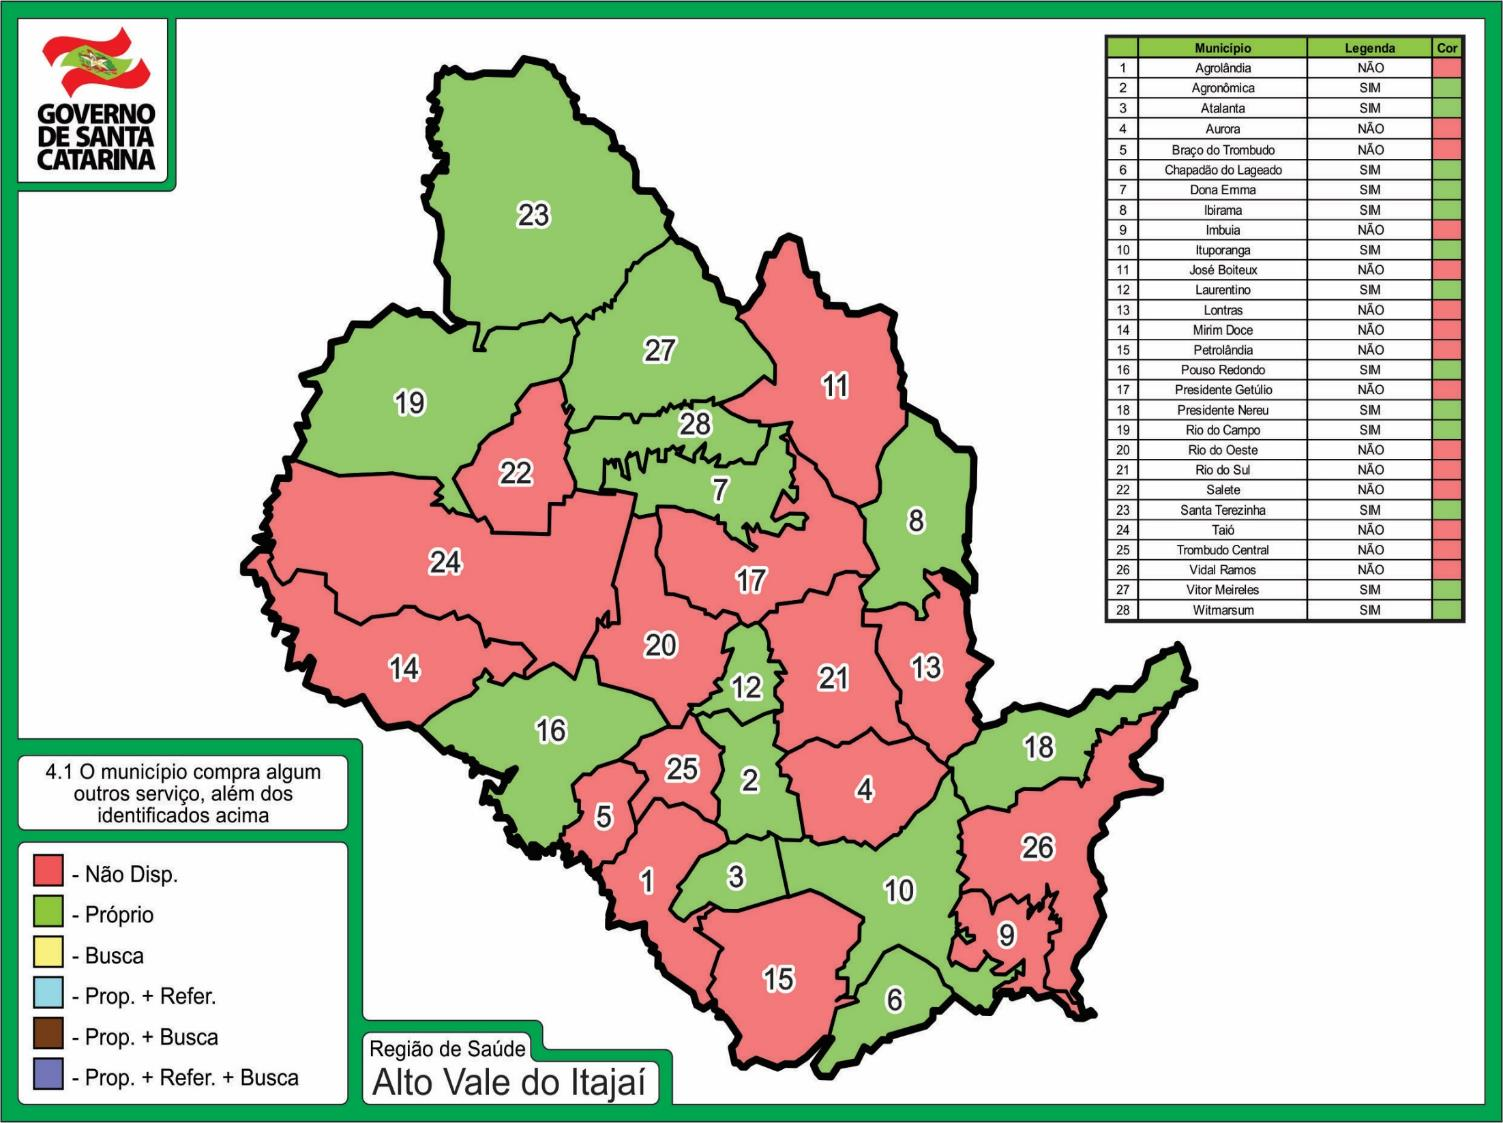 GOVERNO
DE SANTA
CATARINA
Município Legenda Cor
1 Agrolândia NÃO
2 Agronômica SIM
3 Atalanta SIM
4 Aurora NÃO
5 Braço do Trombudo NÃO
6 Chapadão do Lageado SIM
7 Dona Emma SIM
8 Ibirama SIM
9 Imbuia NÃO
10 Ituporanga SIM
11 José Boiteux NÃO
12 Laurentino SIM
13 Lontras NÃO
14 Mirim Doce NÃO
15 Petrolândia NÃO
16 Pouso Redondo SIM
17 Presidente Getúlio NÃO
18 Presidente Nereu SIM
19 Rio do Campo SIM
20 Rio do Oeste NÃO
21 Rio do Sul NÃO
22 Salete NÃO
23 Santa Terezinha SIM
24 Taió NÃO
25 Trombudo Central NÃO
26 Vidal Ramos NÃO
27 Vitor Meireles SIM
28 Witmarsum SIM
23
27
11
19
28
22
7
8
24
17
20
14
12
21
13
16
18
25
2
4
5
26
1
3
10
9
15
6
4.1 O município compra algum
outros serviço, além dos
identificados acima
- Não Disp.
- Próprio
- Busca
- Prop. + Refer.
- Prop. + Busca
- Prop. + Refer. + Busca
Região de Saúde
Alto Vale do Itajaí